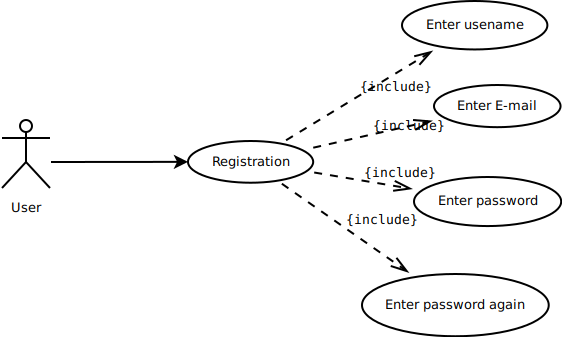 Enter usename
{include}
Enter E-mail
{include}
Registration
{include}
Enter password
User
{include}
Enter password again